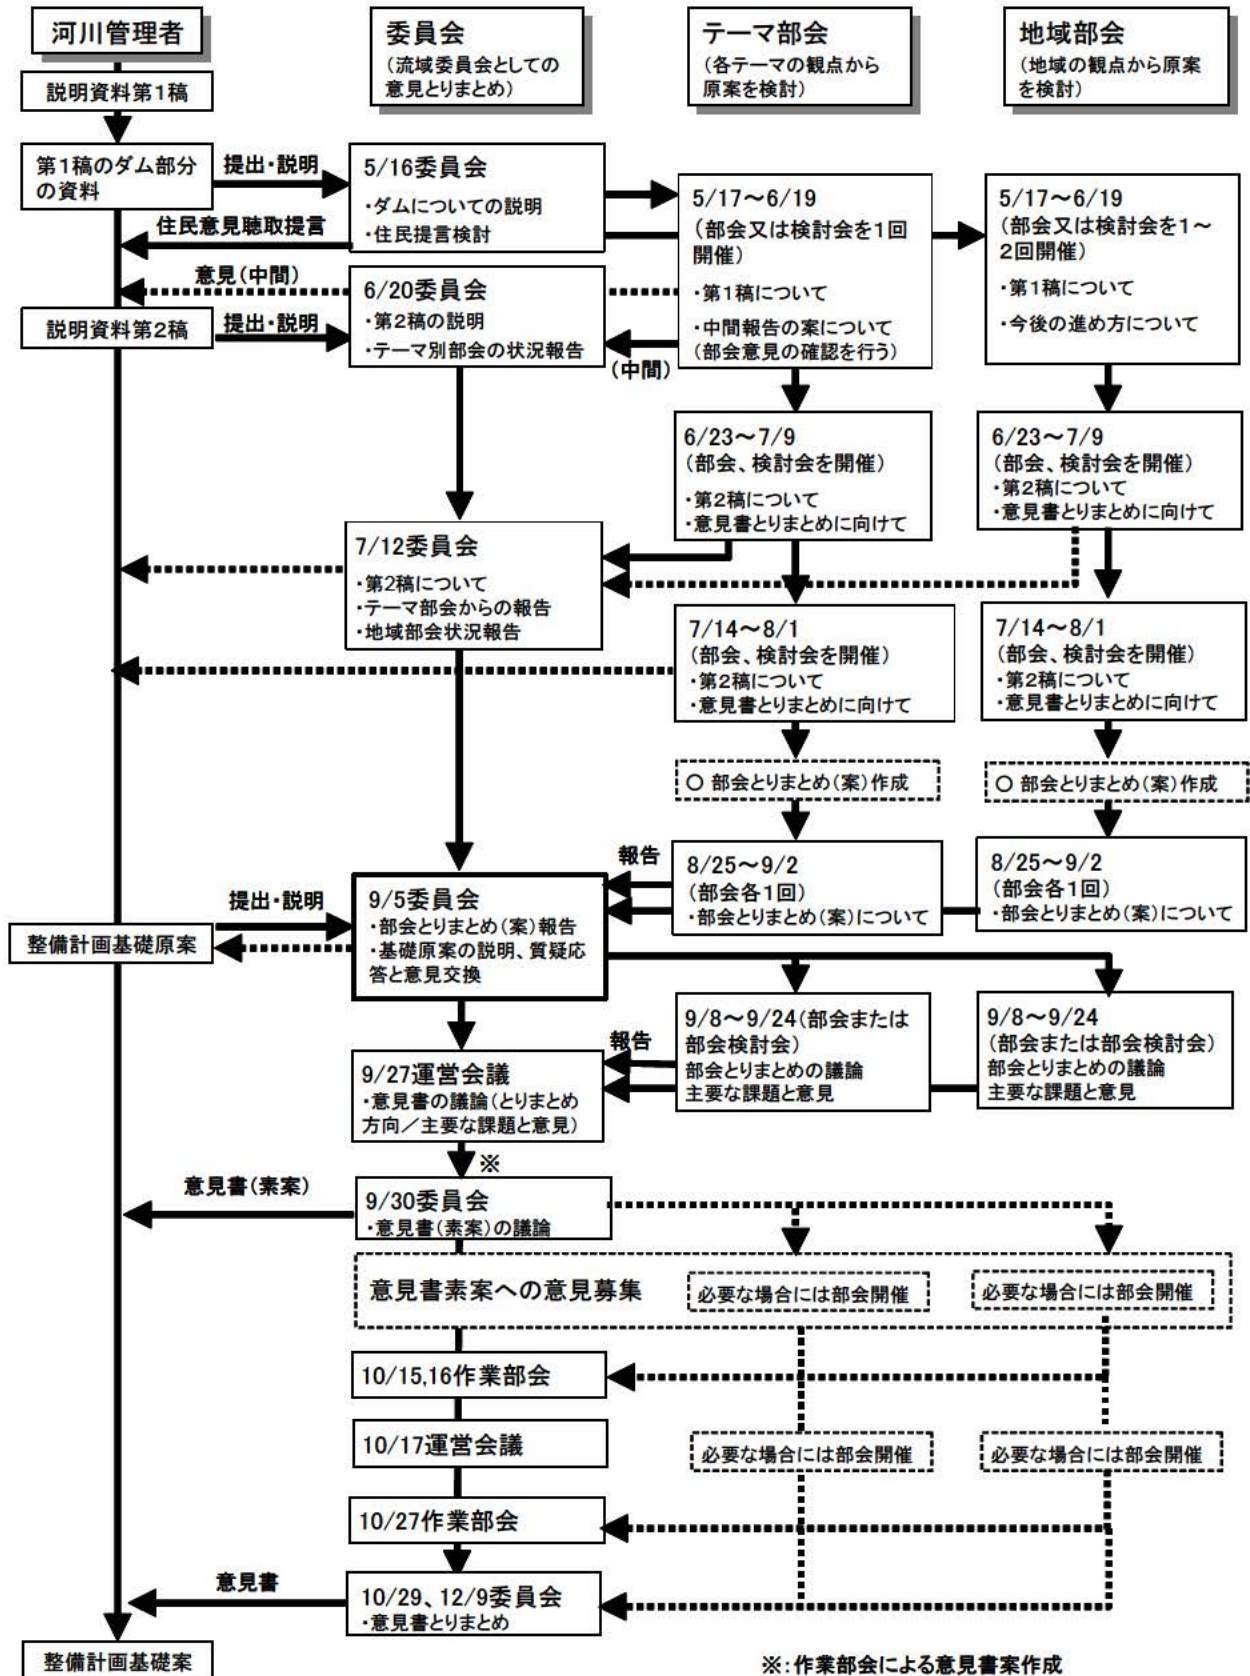 河川管理者
委員会
(流域委員会としての
意見とりまとめ)
テーマ部会
(各テーマの観点から
原案を検討)
地域部会
(地域の観点から原案
を検討)
説明資料第1稿
第1稿のダム部分
の資料
提出・説明
5/16委員会
・ダムについての説明
・住民提言検討
住民意見聴取提言
5/17～6/19
(部会又は検討会を1回
開催)
・第1稿について
・中間報告の案について
(部会意見の確認を行う)
5/17～6/19
(部会又は検討会を1～
2回開催)
・第1稿について
・今後の進め方について
意見(中間)
6/20委員会
・第2稿の説明
・テーマ別部会の状況報告
説明資料第2稿
提出・説明
(中間)
6/23～7/9
(部会、検討会を開催)
・第2稿について
・意見書とりまとめに向けて
6/23～7/9
(部会、検討会を開催)
・第2稿について
・意見書とりまとめに向けて
7/12委員会
・第2稿について
・テーマ部会からの報告
・地域部会状況報告
7/14～8/1
(部会、検討会を開催)
・第2稿について
・意見書とりまとめに向けて
7/14～8/1
(部会、検討会を開催)
・第2稿について
・意見書とりまとめに向けて
〇 部会とりまとめ(案)作成
〇 部会とりまとめ(案)作成
報告
8/25～9/2
(部会各1回)
・部会とりまとめ(案)について
8/25～9/2
(部会各1回)
・部会とりまとめ(案)について
提出・説明
9/5委員会
・部会とりまとめ(案)報告
・基礎原案の説明、質疑応
答と意見交換
整備計画基礎原案
報告
9/8～9/24(部会または
部会検討会)
部会とりまとめの議論
主要な課題と意見
9/8～9/24
(部会または部会検討会)
部会とりまとめの議論
主要な課題と意見
9/27運営会議
・意見書の議論(とりまとめ
方向／主要な課題と意見)
※
意見書(素案)
9/30委員会
・意見書(素案)の議論
意見書素案への意見募集
必要な場合には部会開催
必要な場合には部会開催
10/15,16作業部会
10/17運営会議
必要な場合には部会開催
必要な場合には部会開催
10/27作業部会
意見書
10/29、12/9委員会
・意見書とりまとめ
整備計画基礎案
※:作業部会による意見書案作成